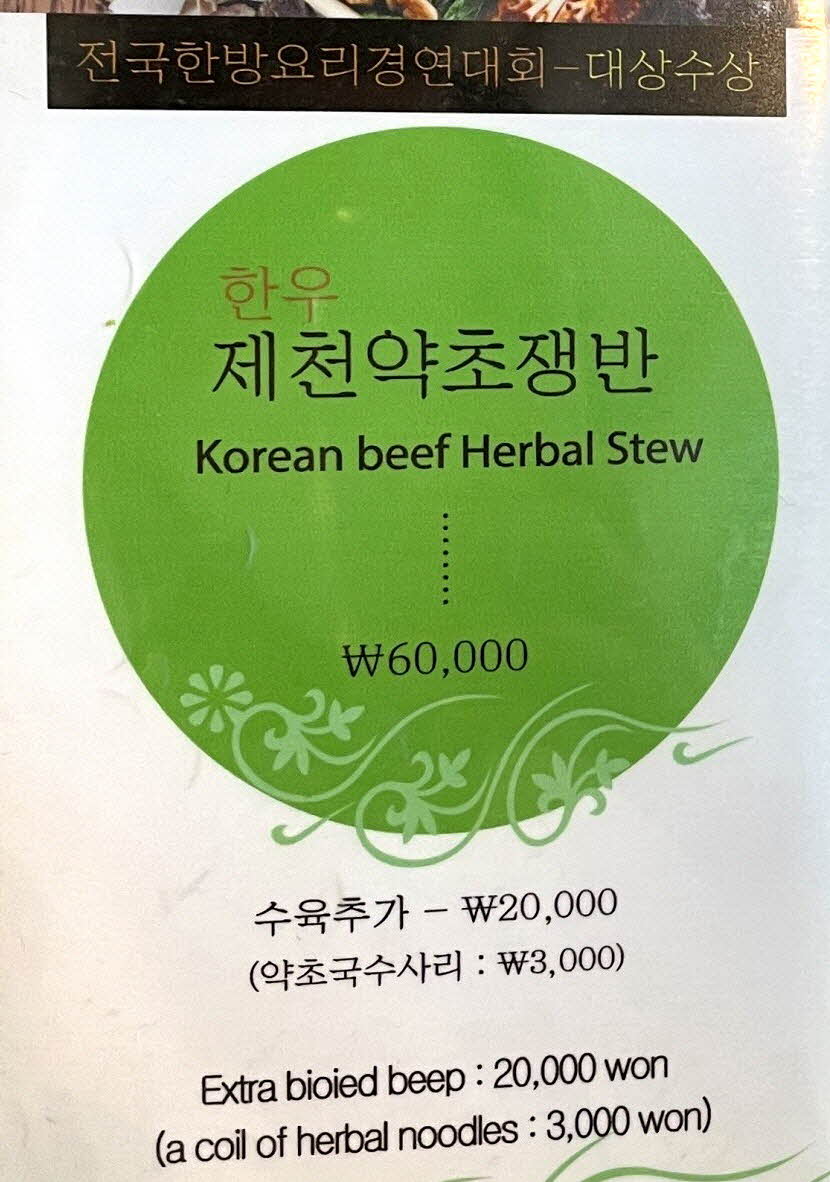 전국한방요리경연대회-대상수상
한우
제천약초쟁반
Korean beef Herbal Stew
₩60,000
수육추가 - ₩20,000
(약초국수사리 : ₩3,000)
Extra bioied beep : 20,000 won
(a coil of herbal noodles : 3,000 won)